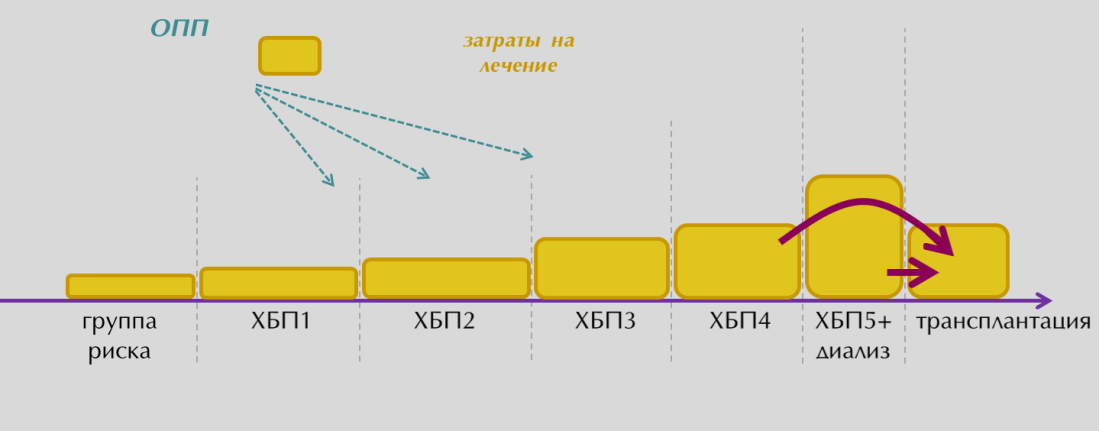 ОПП
затраты на
лечение
группа
риска
ХБП1
ХБП2
ХБП3
ХБП4
ХБП5+
диализ
трансплантация